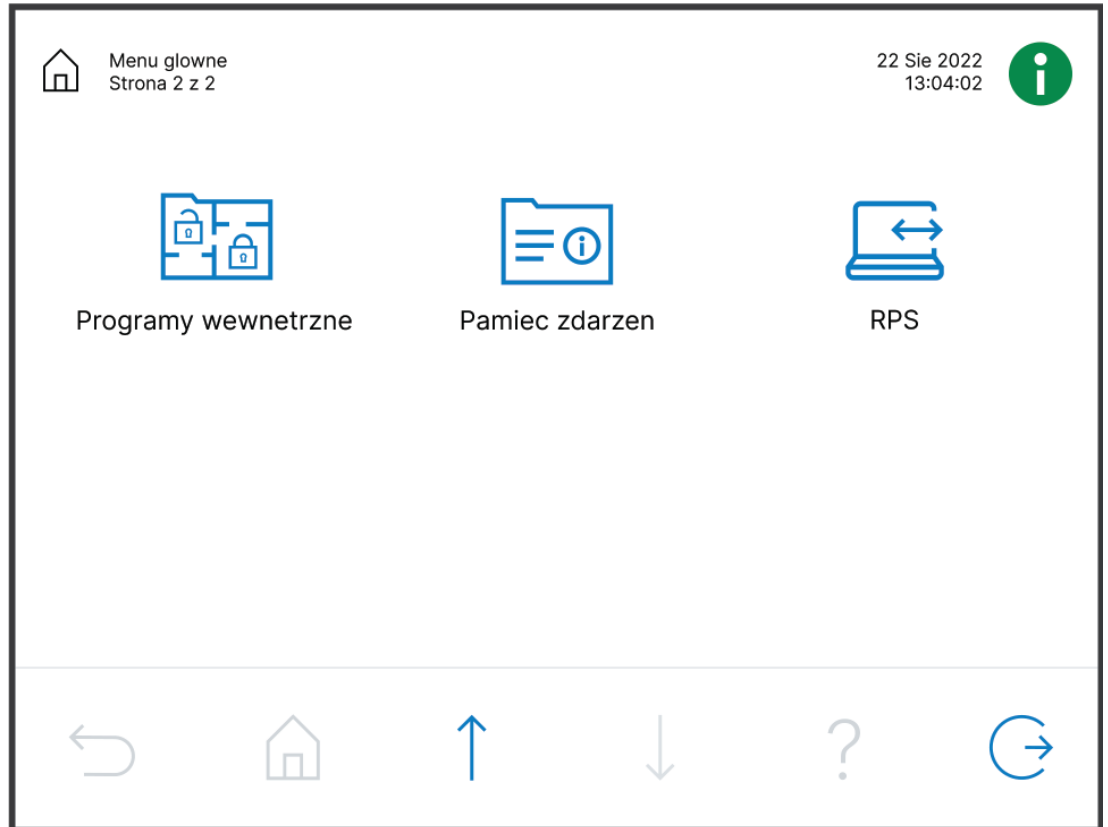 Menu glowne
Strona 2 z 2
22 Sie 2022
13:04:02
Programy wewnetrzne
Pamiec zdarzen
RPS